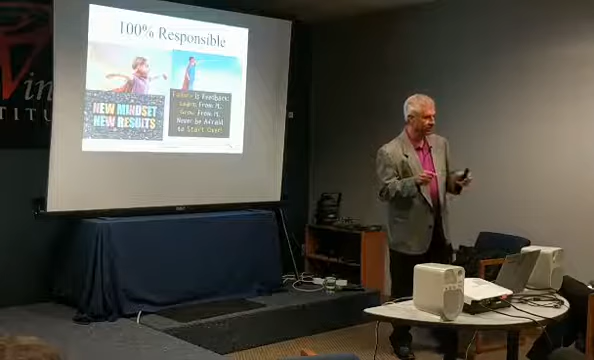 100% Responsible
NEW MINDSET
NEW RESULTS
Failure is Feedback:
Learn From it.
Grow From it.
Never be Afraid
to Start Over!